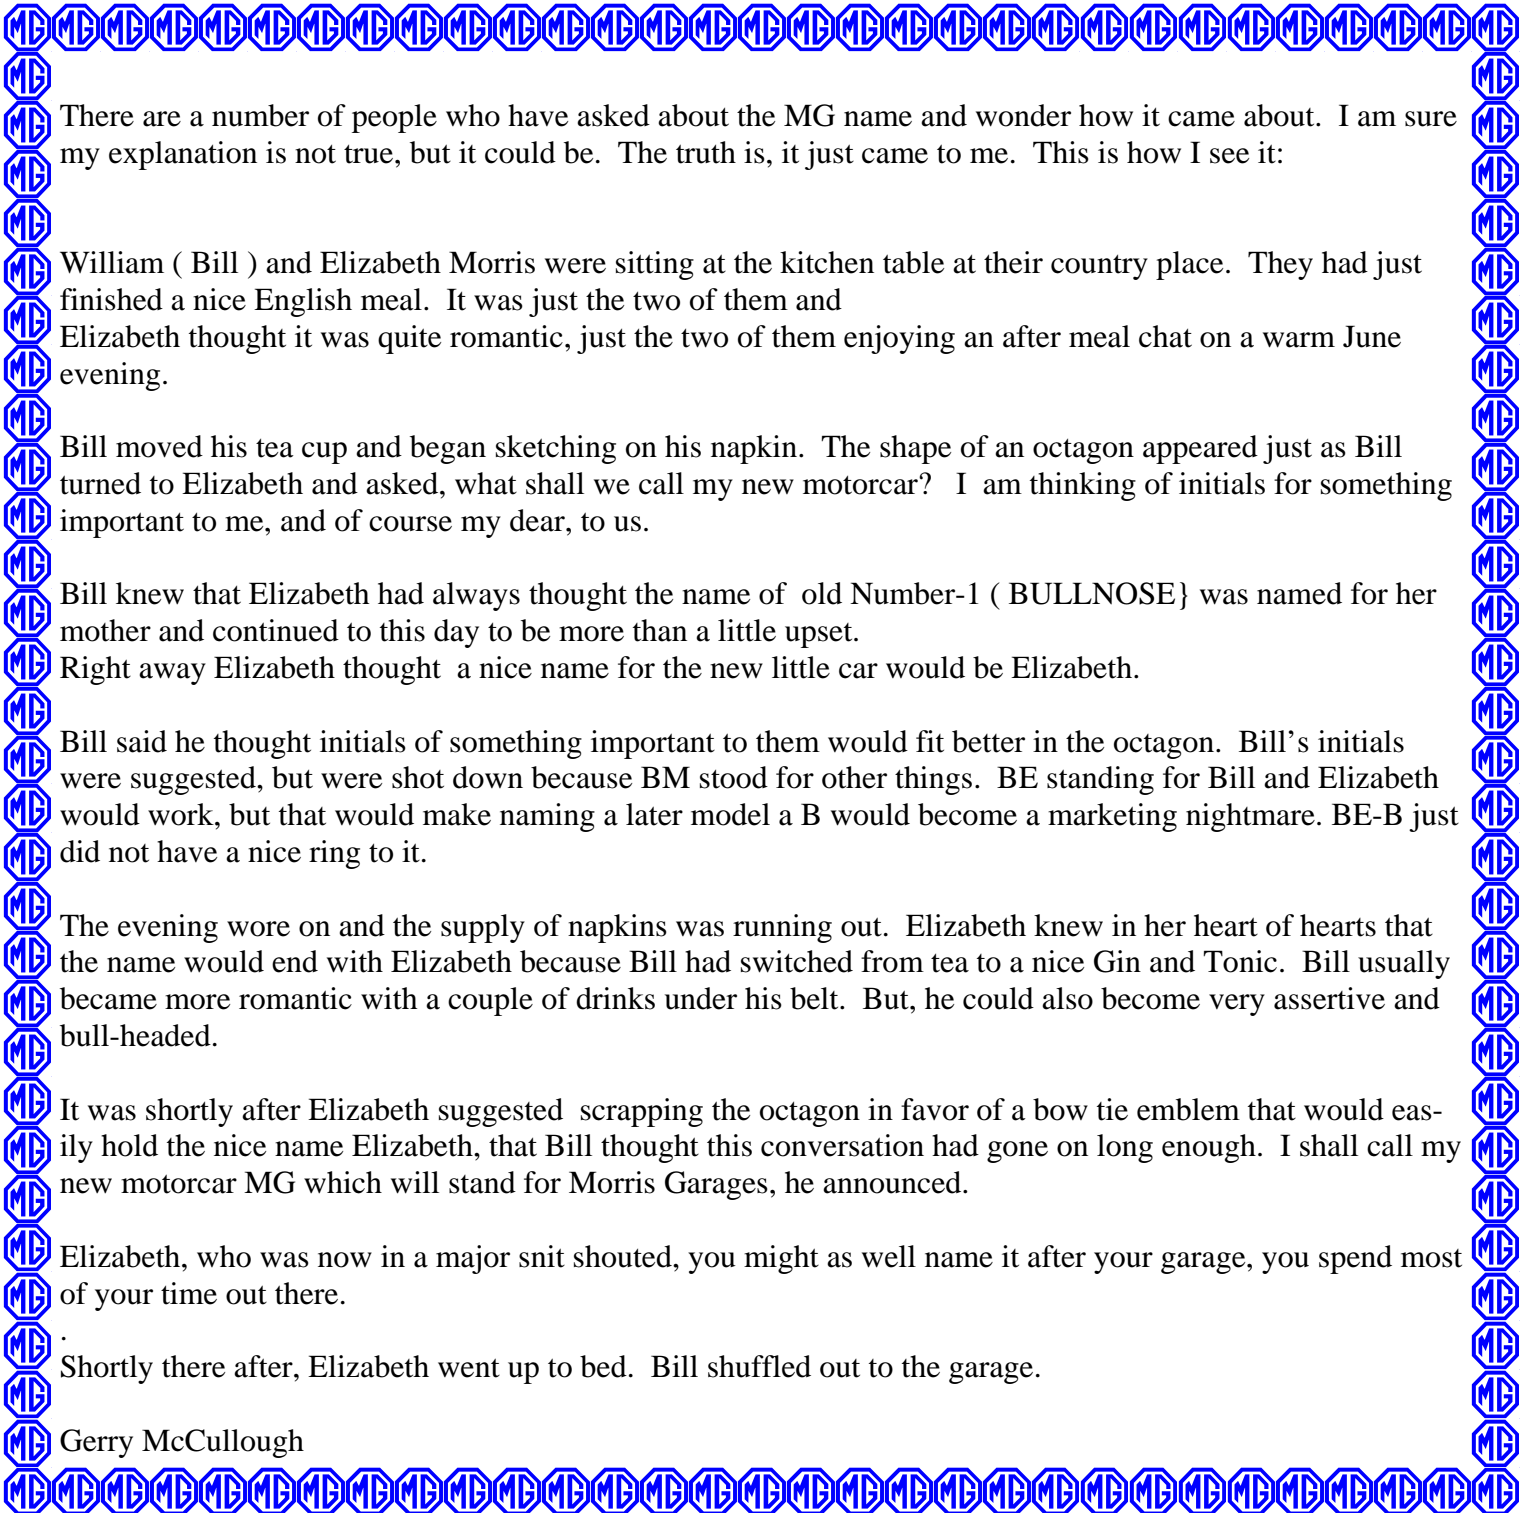 There are a number of people who have asked about the MG name and wonder how it came about.  I am sure
my explanation is not true, but it could be.  The truth is, it just came to me.  This is how I see it:
William ( Bill ) and Elizabeth Morris were sitting at the kitchen table at their country place.  They had just
finished a nice English meal.  It was just the two of them and
Elizabeth thought it was quite romantic, just the two of them enjoying an after meal chat on a warm June
evening.
Bill moved his tea cup and began sketching on his napkin.  The shape of an octagon appeared just as Bill
turned to Elizabeth and asked, what shall we call my new motorcar?   I  am thinking of initials for something
important to me, and of course my dear, to us.
Bill knew that Elizabeth had always thought the name of  old Number-1 ( BULLNOSE} was named for her
mother and continued to this day to be more than a little upset.
Right away Elizabeth thought  a nice name for the new little car would be Elizabeth.
Bill said he thought initials of something important to them would fit better in the octagon.  Bill’s initials
were suggested, but were shot down because BM stood for other things.  BE standing for Bill and Elizabeth
would work, but that would make naming a later model a B would become a marketing nightmare. BE-B just
did not have a nice ring to it.
The evening wore on and the supply of napkins was running out.  Elizabeth knew in her heart of hearts that
the name would end with Elizabeth because Bill had switched from tea to a nice Gin and Tonic.  Bill usually
became more romantic with a couple of drinks under his belt.  But, he could also become very assertive and
bull-headed.
It was shortly after Elizabeth suggested  scrapping the octagon in favor of a bow tie emblem that would eas-
ily hold the nice name Elizabeth, that Bill thought this conversation had gone on long enough.  I shall call my
new motorcar MG which will stand for Morris Garages, he announced.
Elizabeth, who was now in a major snit shouted, you might as well name it after your garage, you spend most
of your time out there.
.
Shortly there after, Elizabeth went up to bed.  Bill shuffled out to the garage.
Gerry McCullough